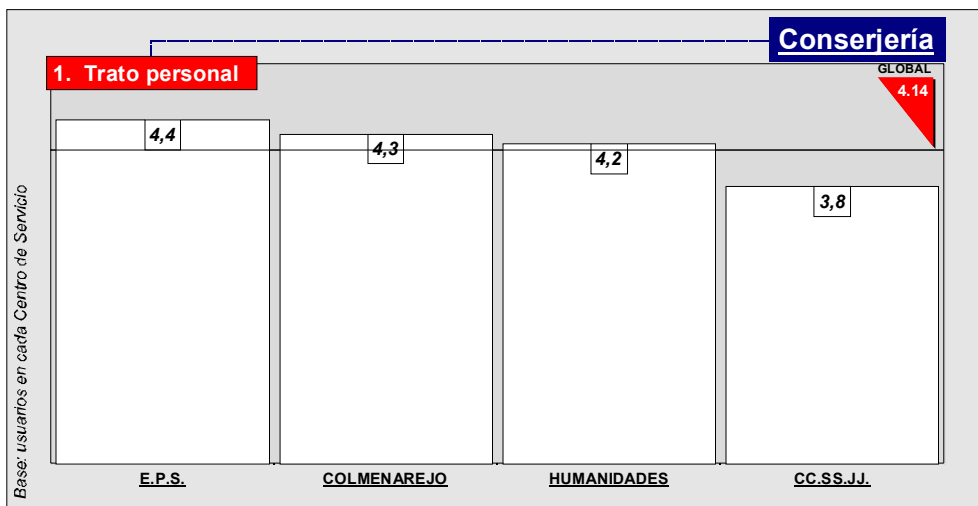 Conserjería
1. Trato personal
GLOBAL
4.14
4,4
4,3
4,2
3,8
Base: usuarios en cada Centro de Servicio
E.P.S.
COLMENAREJO
HUMANIDADES
CC.SS.JJ.